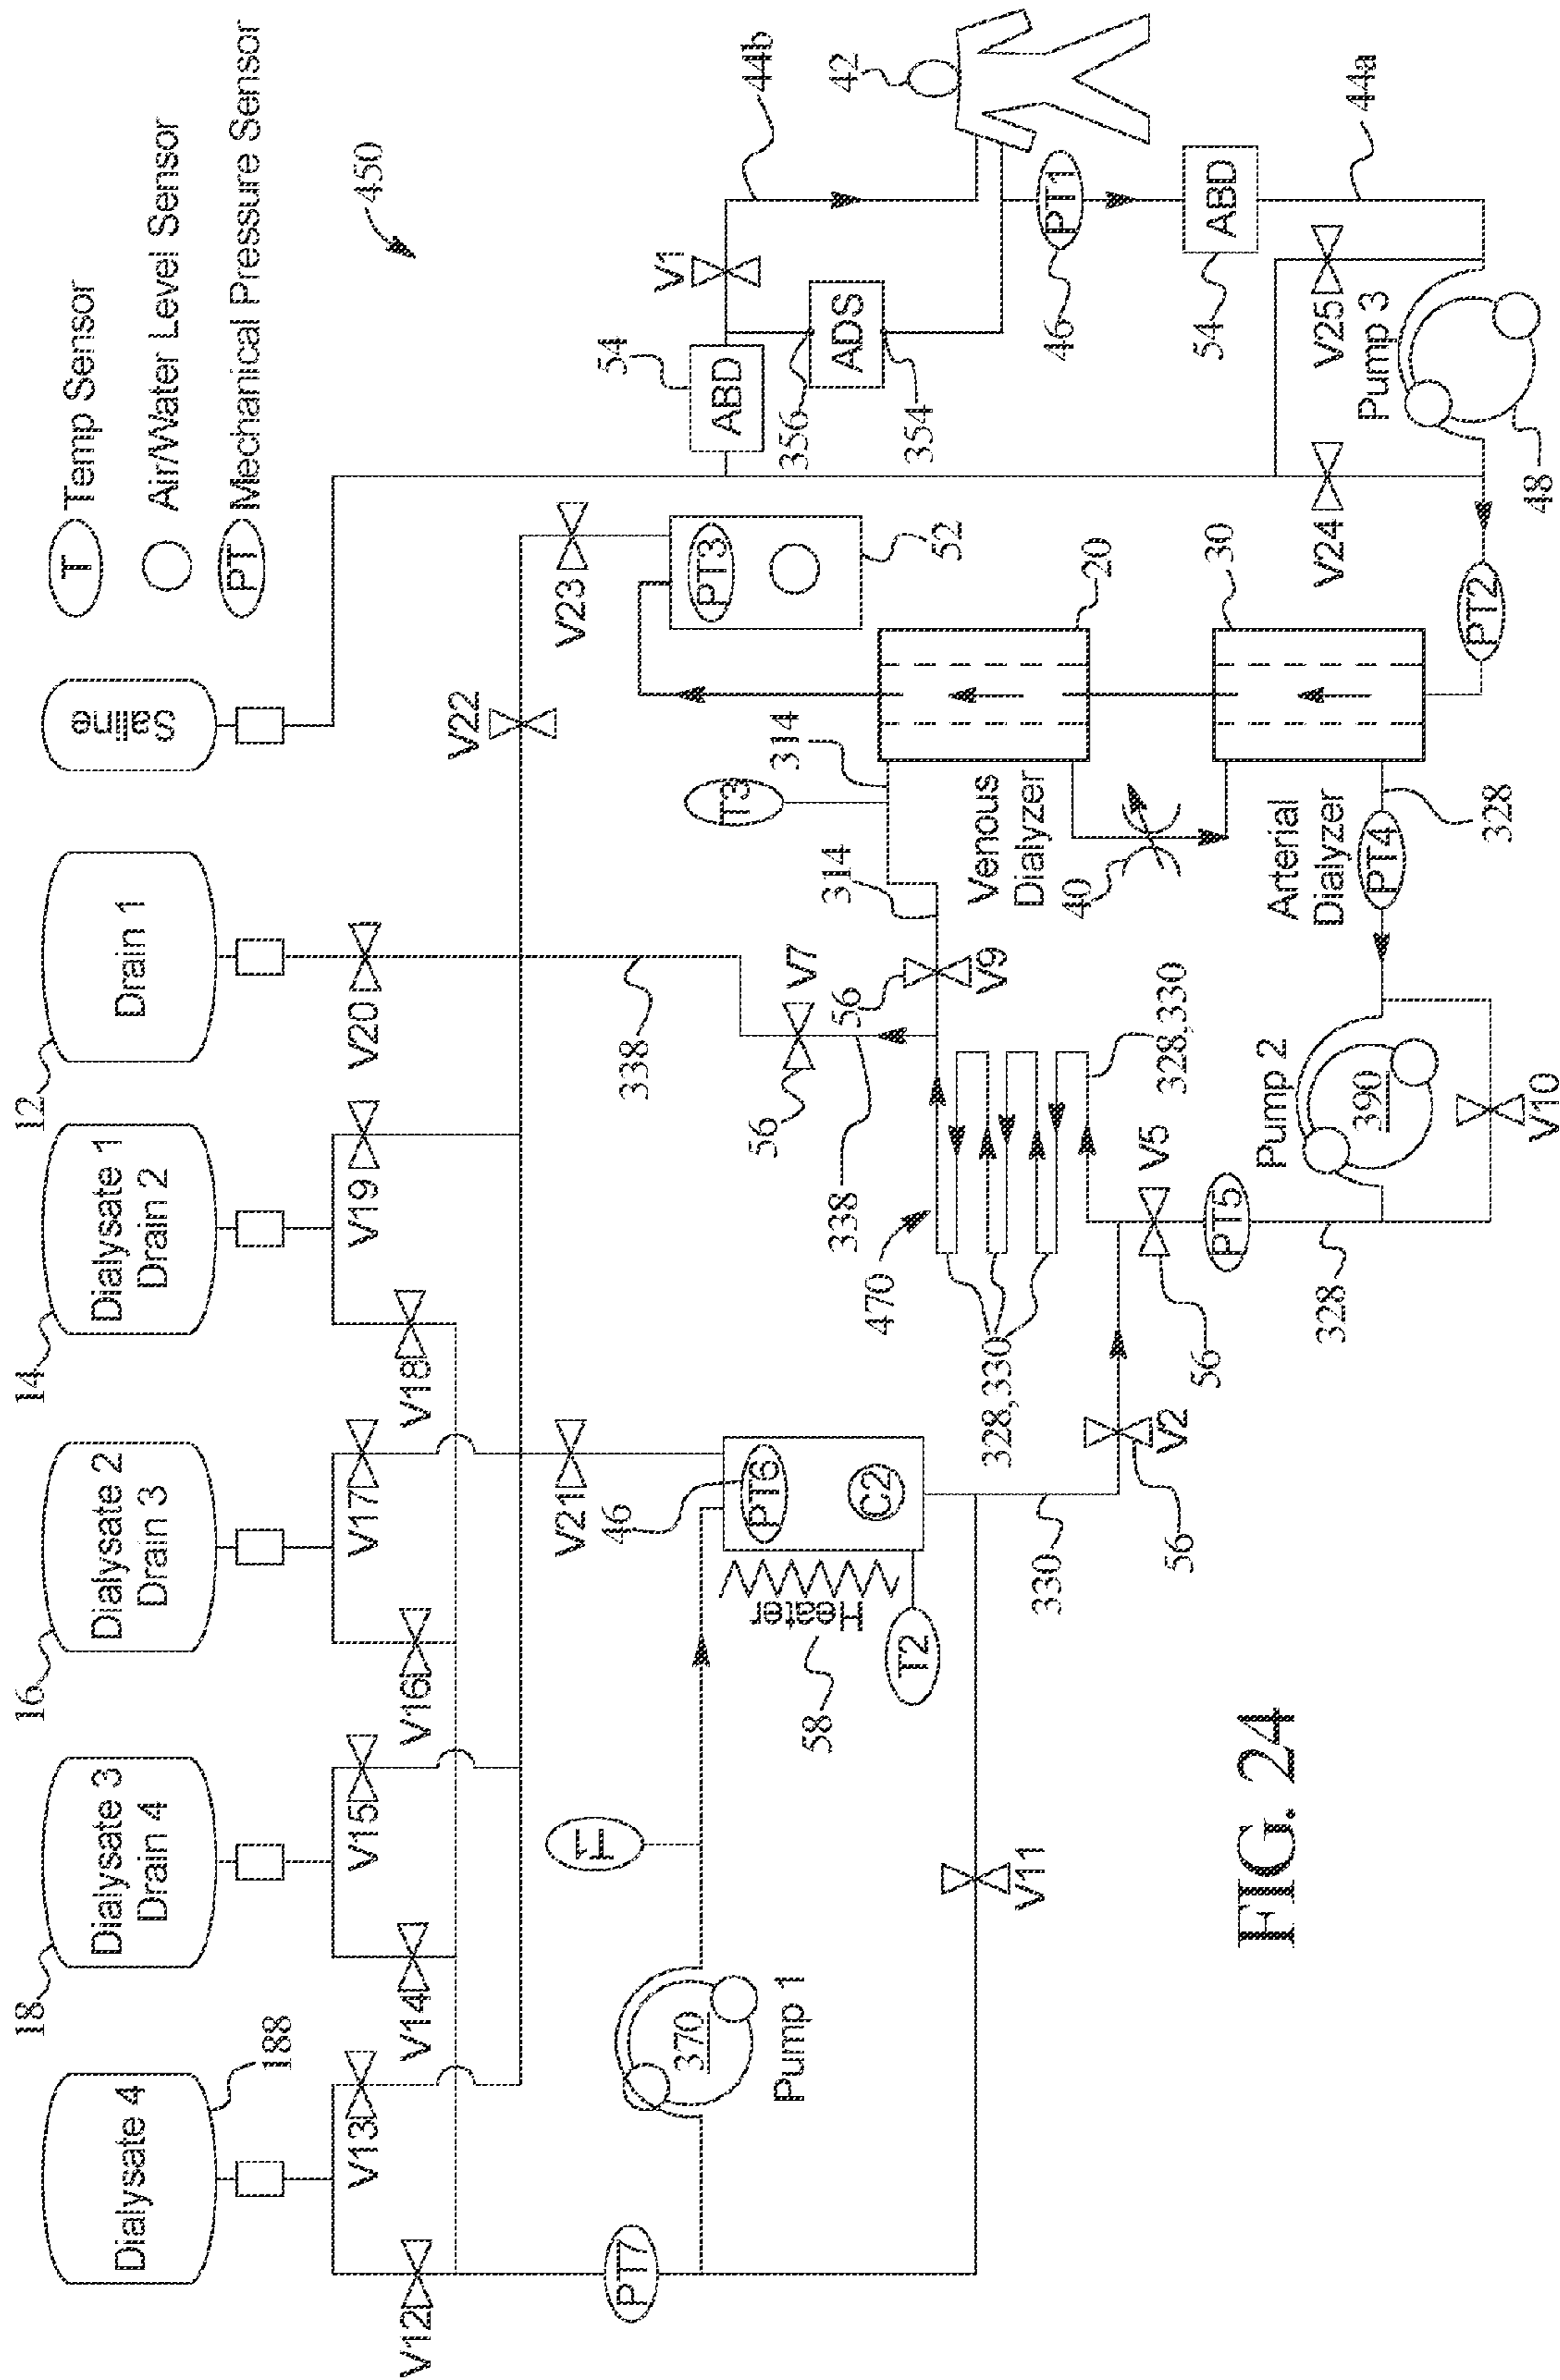 Dialysate 4
188
18
Dialysate 3
Drain 4
16
Dialysate 2
Drain 3
14
Dialysate 1
Drain 2
12
Drain 1
Saline
T
Temp Sensor
Air/Water Level Sensor
PT
Mechanical Pressure Sensor
450
V12
V13
V14
V15
V16
V17
V18
V19
V20
V22
PT7
T1
370
Pump 1
V21
46
PT6
C2
Heater
58
T2
V11
330
V2
56
338
V7
56
338
56
V9
314
314
T3
V23
PT3
52
54
ABD
V1
44b
356
ADS
354
42
46
PT1
54
ABD
44a
470
328,330
328,330
Venous
Dialyzer
20
40
Arterial
Dialyzer
30
V24
V25
Pump 3
48
PT2
PT4
328
Pump 2
390
V10
V5
56
PT5
328
FIG. 24